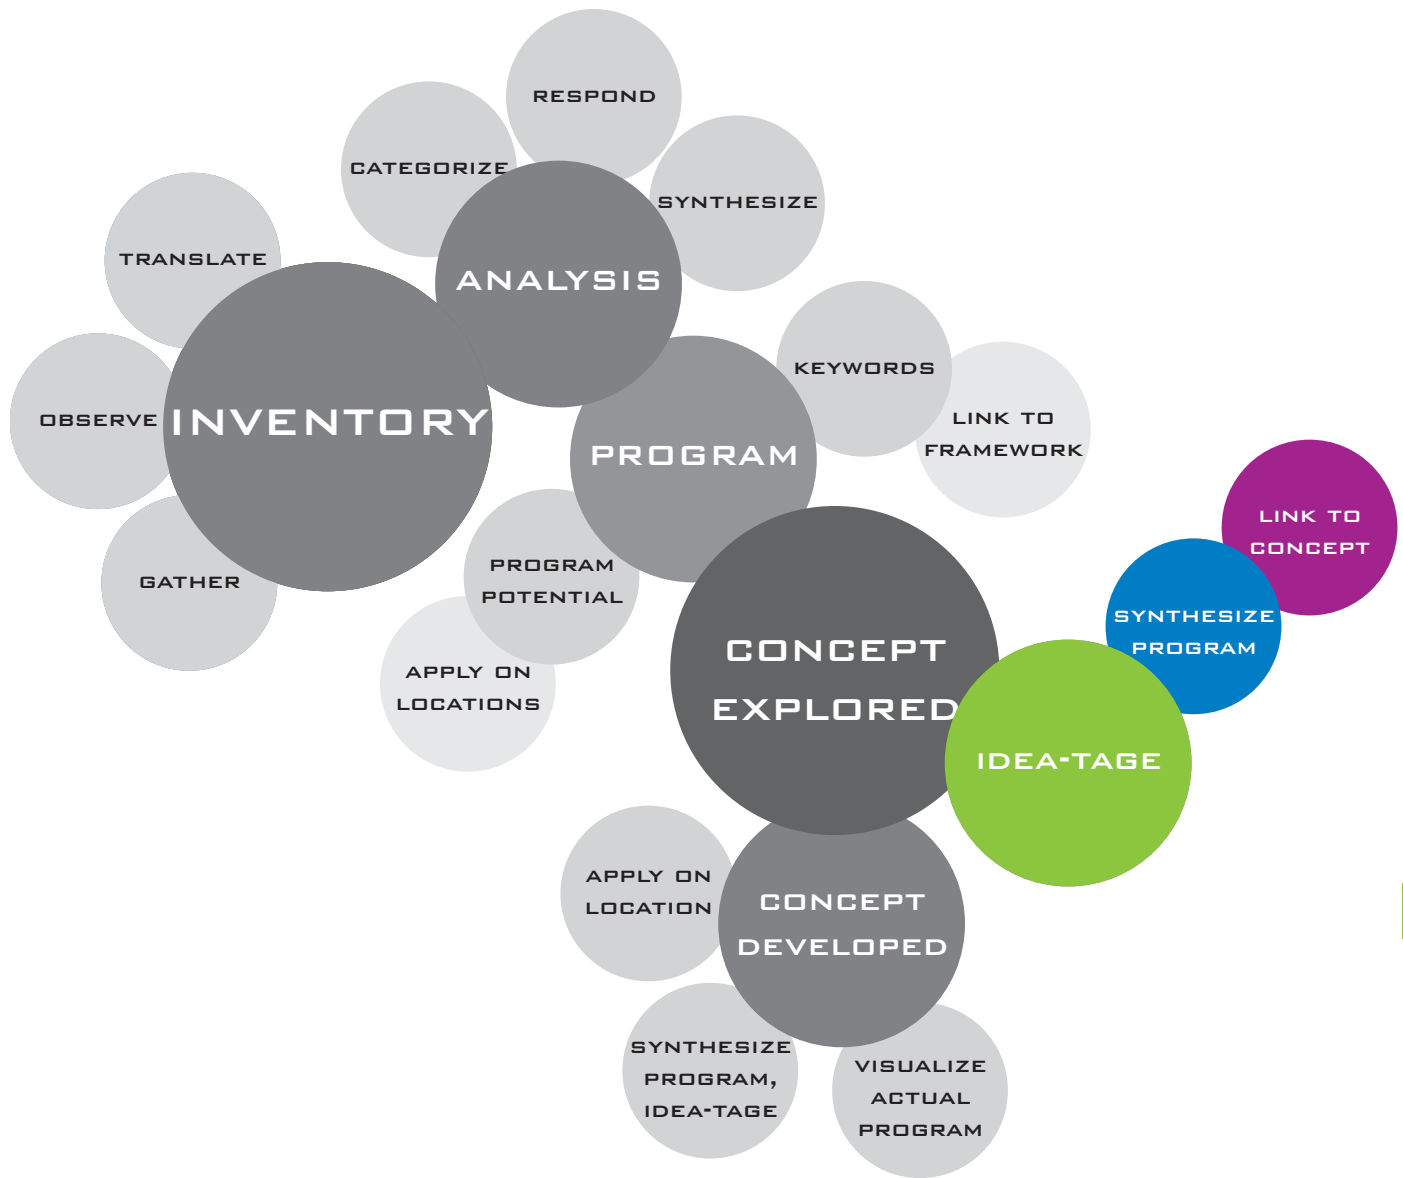 RESPOND
CATEGORIZE
SYNTHESIZE
TRANSLATE
ANALYSIS
KEYWORDS
OBSERVE
INVENTORY
LINK TO
FRAMEWORK
PROGRAM
LINK TO
CONCEPT
GATHER
PROGRAM
POTENTIAL
SYNTHESIZE
PROGRAM
CONCEPT
EXPLORED
APPLY ON
LOCATIONS
IDEA-TAGE
APPLY ON
LOCATION
CONCEPT
DEVELOPED
SYNTHESIZE
PROGRAM,
IDEA-TAGE
VISUALIZE
ACTUAL
PROGRAM